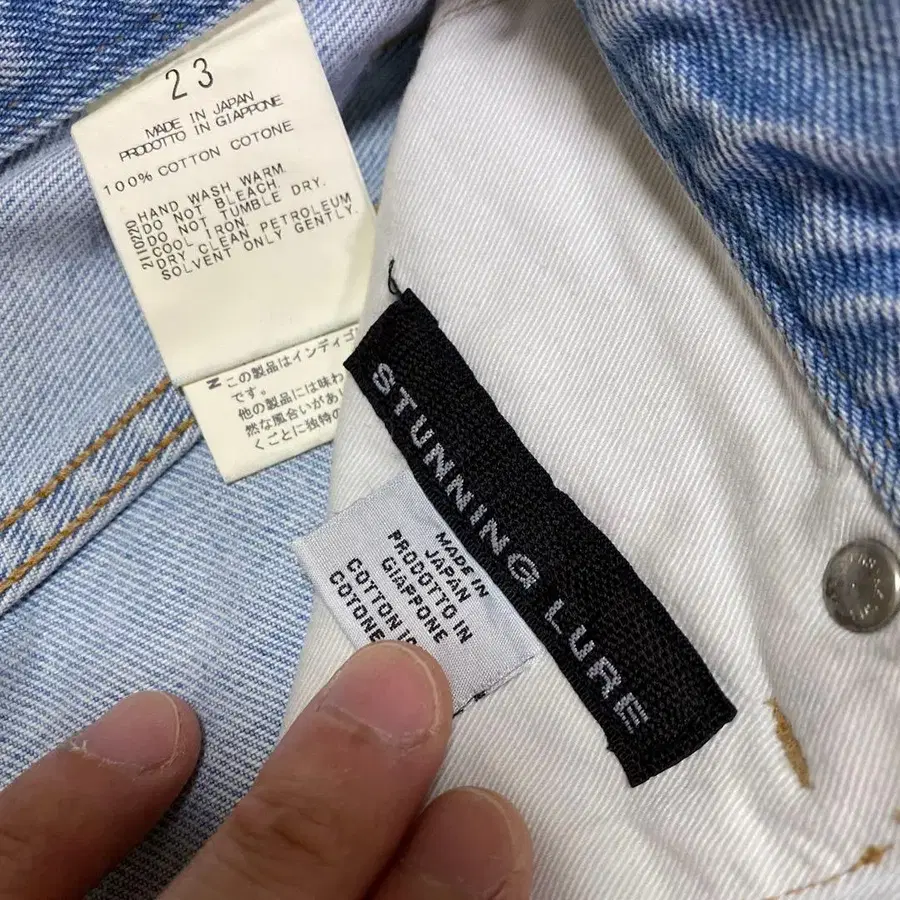 23
MADE IN JAPAN
PRODOTTO IN GIAPPONE
100% COTTON COTONE
HAND WASH WARM
DO NOT BLEACH.
DO NOT TUMBLE DRY.
COOL IRON.
DRY CLEAN PETROLEUM
SOLVENT ONLY GENTLY.
N この製品はインディゴ
です。
他の製品には味わ
然な風合いがあ
くごとに独特の
STUNNING LURE
MADE IN
JAPAN
PRODOTTO IN
GIAPPONE
COTTON
COTONE